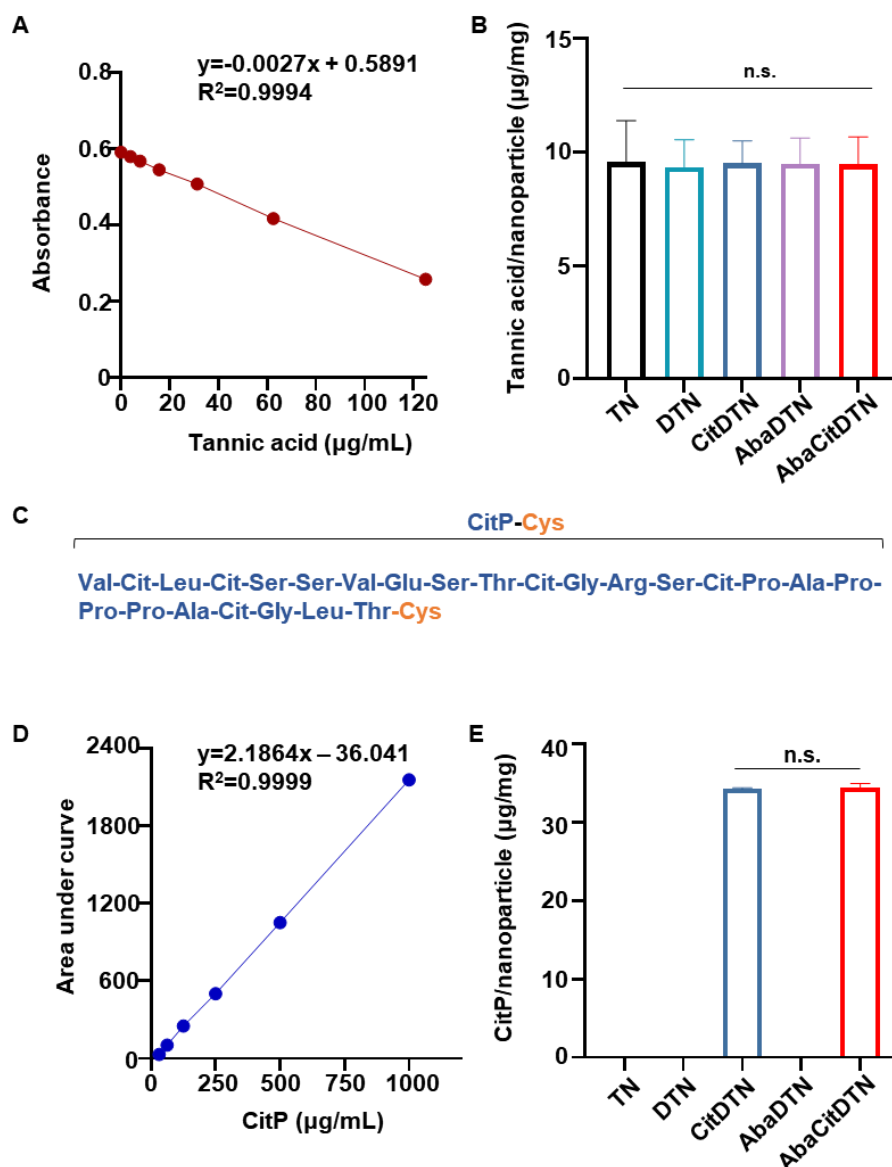 A
y=-0.0027x + 0.5891
R²=0.9994
0.8
0.6
0.4
0.2
0
0 20 40 60 80 100 120
Absorbance
Tannic acid (µg/mL)
B
n.s.
15
10
5
0
Tannic acid/nanoparticle (µg/mg)
TN
DTN
CitDTN
AbaDTN
AbaCitDTN
C
CitP-Cys
Val-Cit-Leu-Cit-Ser-Ser-Val-Glu-Ser-Thr-Cit-Gly-Arg-Ser-Cit-Pro-Ala-Pro-
Pro-Pro-Ala-Cit-Gly-Leu-Thr-Cys
D
y=2.1864x – 36.041
R²=0.9999
2400
1800
1200
600
0
0 250 500 750 1000
Area under curve
CitP (µg/mL)
E
n.s.
40
30
20
10
0
CitP/nanoparticle (µg/mg)
TN
DTN
CitDTN
AbaDTN
AbaCitDTN